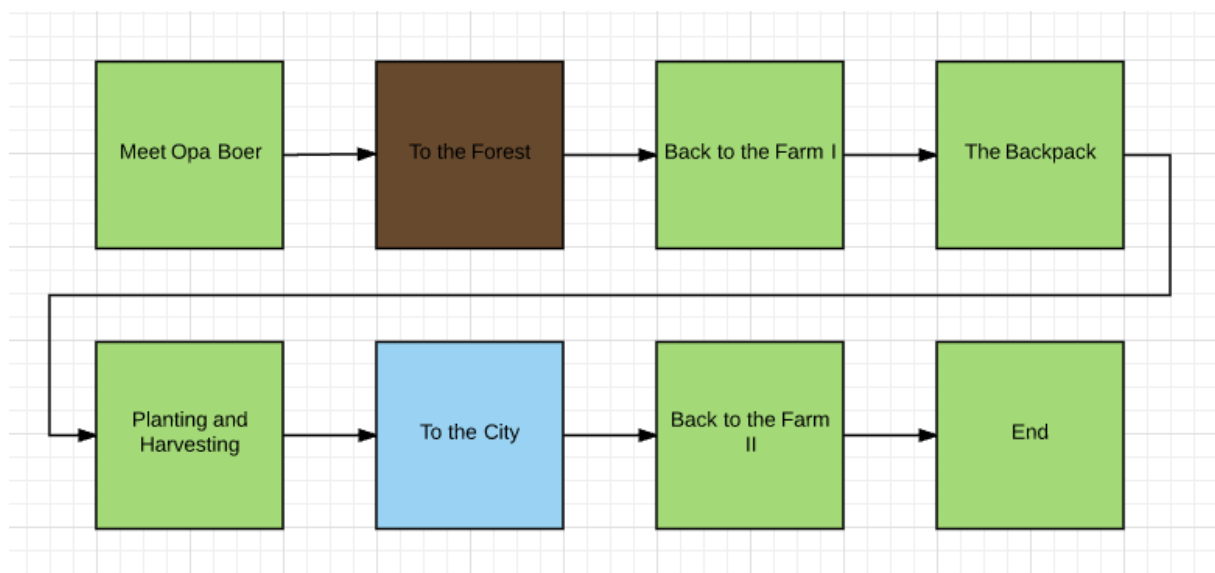 Meet Opa Boer
To the Forest
Back to the Farm I
The Backpack
Planting and
Harvesting
To the City
Back to the Farm
II
End